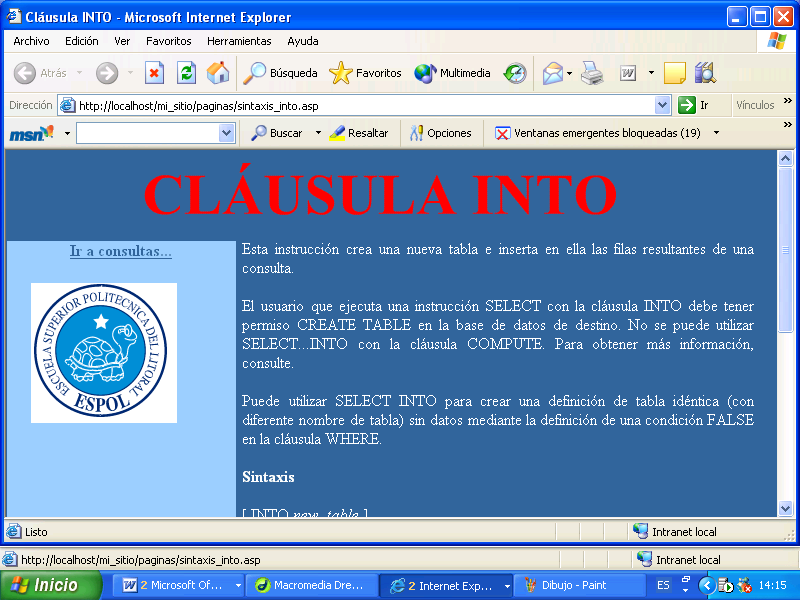 Cláusula INTO - Microsoft Internet Explorer
Archivo Edición Ver Favoritos Herramientas Ayuda
Atrás Búsqueda Favoritos Multimedia
Dirección http://localhost/mi_sitio/paginas/sintaxis_into.asp Ir Vínculos »
msn Buscar Resaltar Opciones Ventanas emergentes bloqueadas (19) »
CLÁUSULA INTO
Ir a consultas...
ESCUELA SUPERIOR POLITECNICA DEL LITORAL
ESPOL
Esta instrucción crea una nueva tabla e inserta en ella las filas resultantes de una
consulta.
El usuario que ejecuta una instrucción SELECT con la cláusula INTO debe tener
permiso CREATE TABLE en la base de datos de destino. No se puede utilizar
SELECT...INTO con la cláusula COMPUTE. Para obtener más información,
consulte.
Puede utilizar SELECT INTO para crear una definición de tabla idéntica (con
diferente nombre de tabla) sin datos mediante la definición de una condición FALSE
en la cláusula WHERE.
Sintaxis
[ INTO new_table ]
Listo Intranet local
http://localhost/mi_sitio/paginas/sintaxis_into.asp Intranet local
Inicio 2 Microsoft Of... Macromedia Dre... 2 Internet Exp... Dibujo - Paint ES 14:15